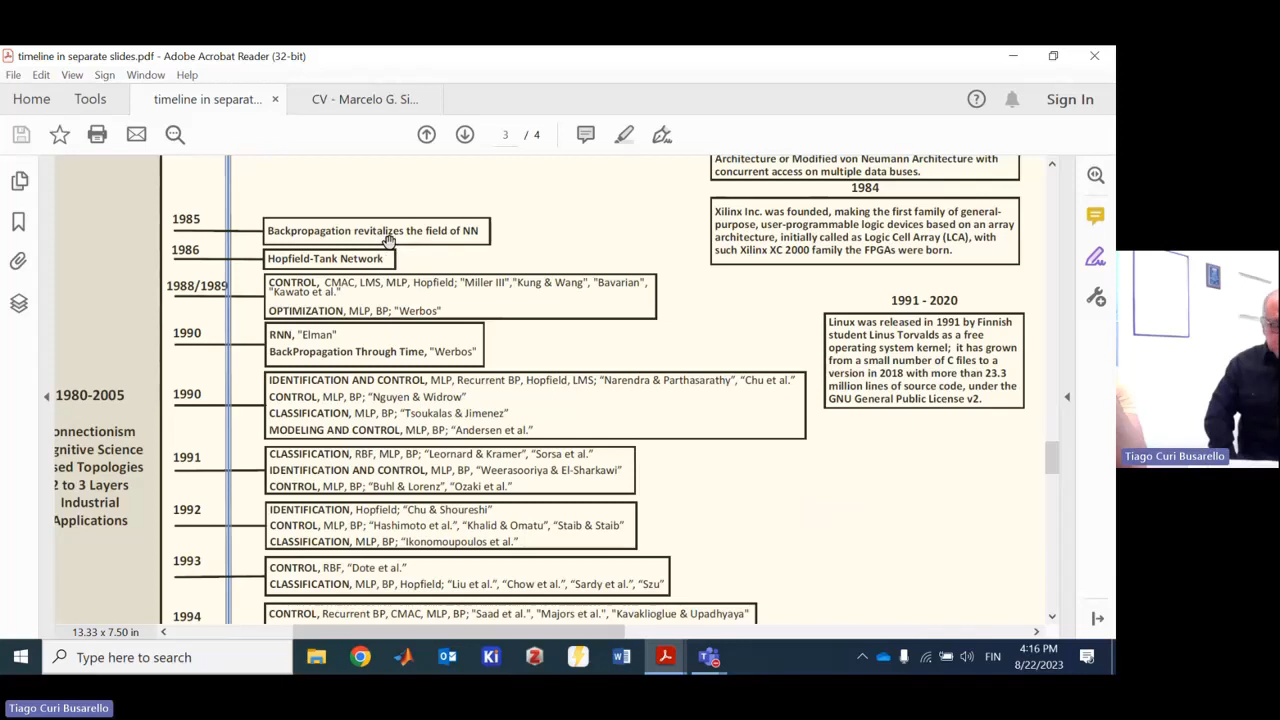 timeline in separate slides.pdf - Adobe Acrobat Reader (32-bit)
File Edit View Sign Window Help
Home Tools timeline in separat... × CV - Marcelo G. Si... Sign In
3 / 4
Architecture or Modified von Neumann Architecture with
concurrent access on multiple data buses.
1984
Xilinx Inc. was founded, making the first family of general-
purpose, user-programmable logic devices based on an array
architecture, initially called as Logic Cell Array (LCA), with
such Xilinx XC 2000 family the FPGAs were born.
1991 - 2020
Linux was released in 1991 by Finnish
student Linus Torvalds as a free
operating system kernel; it has grown
from a small number of C files to a
version in 2018 with more than 23.3
million lines of source code, under the
GNU General Public License v2.
1985
Backpropagation revitalizes the field of NN
1986
Hopfield-Tank Network
1988/1989
CONTROL, CMAC, LMS, MLP, Hopfield; "Miller III","Kung & Wang", "Bavarian",
"Kawato et al."
OPTIMIZATION, MLP, BP; "Werbos"
1990
RNN, "Elman"
BackPropagation Through Time, "Werbos"
1990
IDENTIFICATION AND CONTROL, MLP, Recurrent BP, Hopfield, LMS; “Narendra & Parthasarathy”, “Chu et al.”
CONTROL, MLP, BP; “Nguyen & Widrow”
CLASSIFICATION, MLP, BP; “Tsoukalas & Jimenez”
MODELING AND CONTROL, MLP, BP; “Andersen et al.”
1991
CLASSIFICATION, RBF, MLP, BP; “Leornard & Kramer”, “Sorsa et al.”
IDENTIFICATION AND CONTROL, MLP, BP, “Weerasooriya & El-Sharkawi”
CONTROL, MLP, BP; “Buhl & Lorenz”, “Ozaki et al.”
1992
IDENTIFICATION, Hopfield; “Chu & Shoureshi”
CONTROL, MLP, BP; “Hashimoto et al.”, “Khalid & Omatu”, “Staib & Staib”
CLASSIFICATION, MLP, BP; “Ikonomoupoulos et al.”
1993
CONTROL, RBF, “Dote et al.”
CLASSIFICATION, MLP, BP, Hopfield; “Liu et al.”, “Chow et al.”, “Sardy et al.”, “Szu”
1994
CONTROL, Recurrent BP, CMAC, MLP, BP; "Saad et al.", "Majors et al.", "Kavaklioglue & Upadhyaya"
1980-2005
onnectionism
gnitive Science
sed Topologies
2 to 3 Layers
Industrial
Applications
13.33 x 7.50 in
Tiago Curi Busarello
Type here to search
Ki
FIN
4:16 PM
8/22/2023
Tiago Curi Busarello